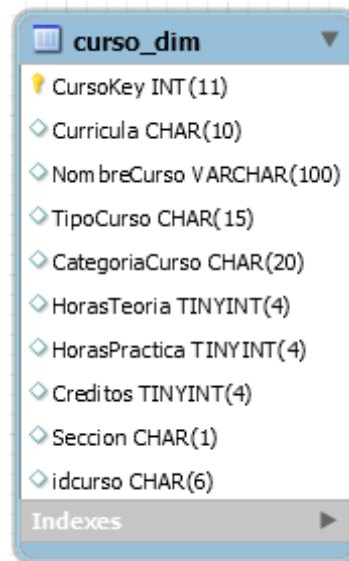 curso_dim
CursoKey INT(11)
Curricula CHAR(10)
NombreCurso VARCHAR(100)
TipoCurso CHAR(15)
CategoriaCurso CHAR(20)
HorasTeoria TINYINT(4)
HorasPractica TINYINT(4)
Creditos TINYINT(4)
Seccion CHAR(1)
idcurso CHAR(6)
Indexes